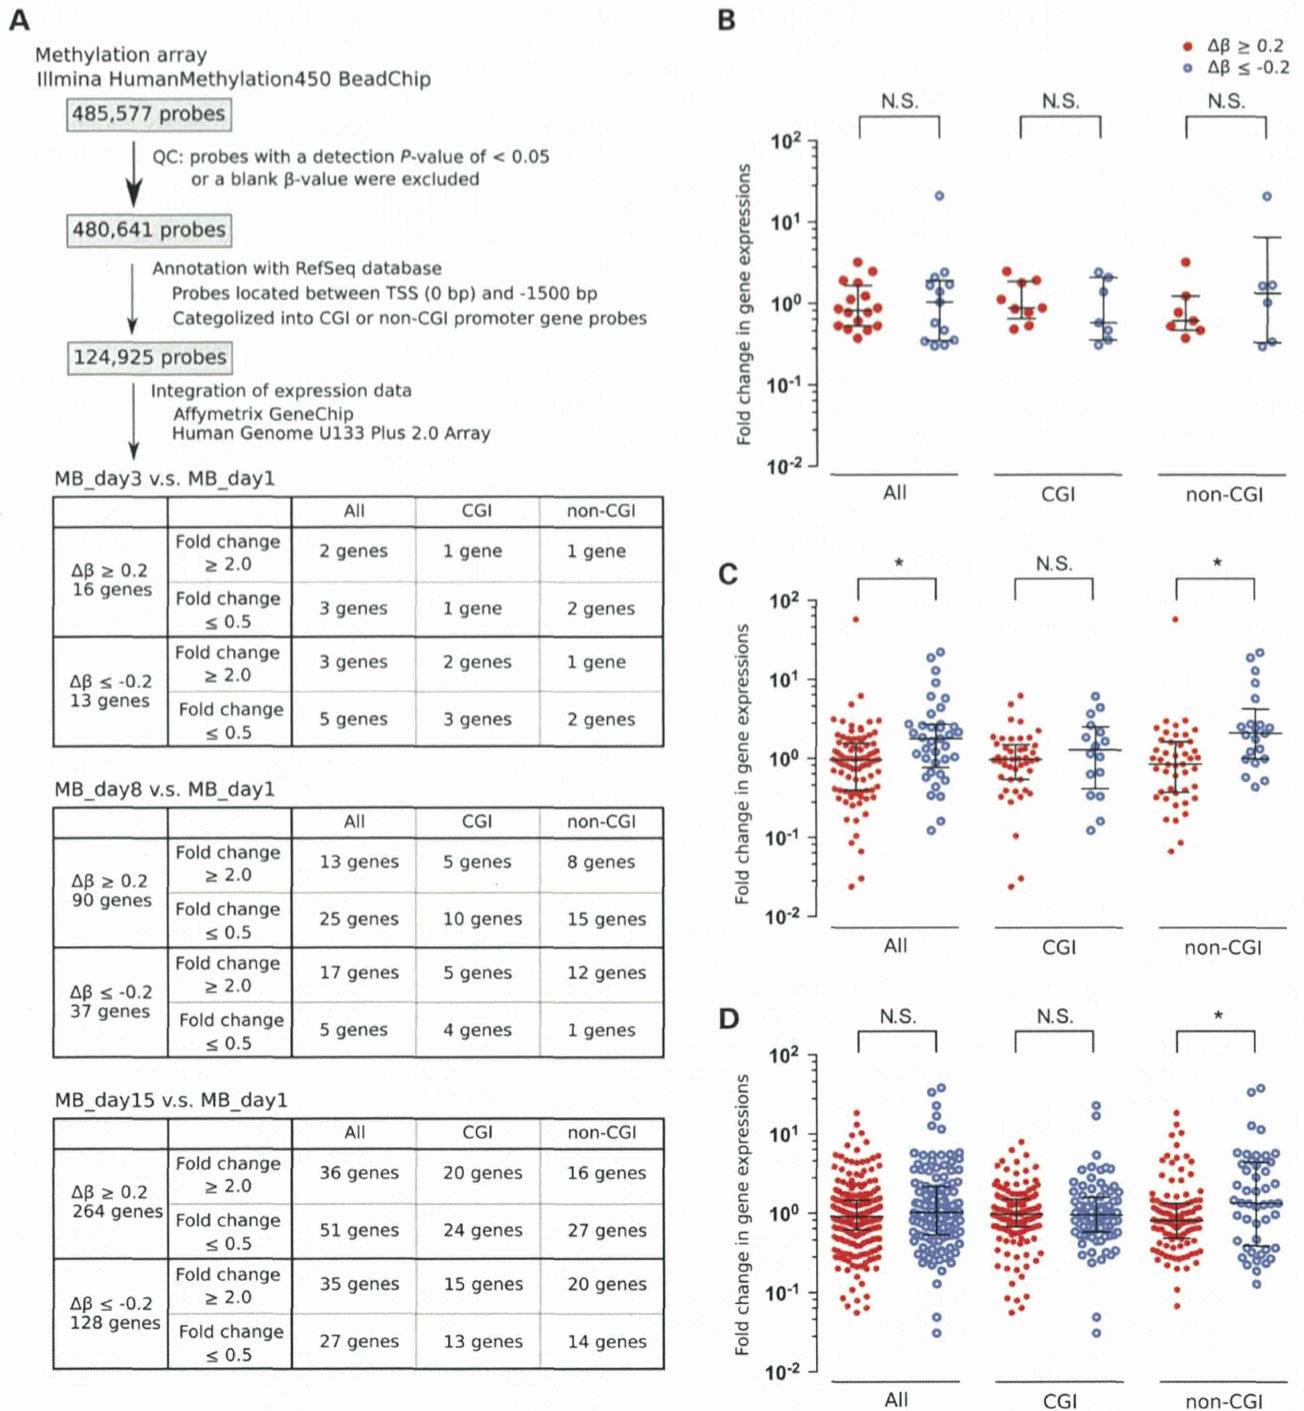 A
Methylation array
Illmina HumanMethylation450 BeadChip
485,577 probes
QC: probes with a detection P-value of < 0.05
or a blank β-value were excluded
480,641 probes
Annotation with RefSeq database
Probes located between TSS (0 bp) and -1500 bp
Categolized into CGI or non-CGI promoter gene probes
124,925 probes
Integration of expression data
Affymetrix GeneChip
Human Genome U133 Plus 2.0 Array
MB_day3 v.s. MB_day1
All CGI non-CGI
Δβ ≥ 0.2
16 genes
Fold change
≥ 2.0
2 genes 1 gene 1 gene
Fold change
≤ 0.5
3 genes 1 gene 2 genes
Δβ ≤ -0.2
13 genes
Fold change
≥ 2.0
3 genes 2 genes 1 gene
Fold change
≤ 0.5
5 genes 3 genes 2 genes
MB_day8 v.s. MB_day1
All CGI non-CGI
Δβ ≥ 0.2
90 genes
Fold change
≥ 2.0
13 genes 5 genes 8 genes
Fold change
≤ 0.5
25 genes 10 genes 15 genes
Δβ ≤ -0.2
37 genes
Fold change
≥ 2.0
17 genes 5 genes 12 genes
Fold change
≤ 0.5
5 genes 4 genes 1 genes
MB_day15 v.s. MB_day1
All CGI non-CGI
Δβ ≥ 0.2
264 genes
Fold change
≥ 2.0
36 genes 20 genes 16 genes
Fold change
≤ 0.5
51 genes 24 genes 27 genes
Δβ ≤ -0.2
128 genes
Fold change
≥ 2.0
35 genes 15 genes 20 genes
Fold change
≤ 0.5
27 genes 13 genes 14 genes
B
Δβ ≥ 0.2
Δβ ≤ -0.2
N.S. N.S. N.S.
Fold change in gene expressions
10²
10¹
10⁰
10⁻¹
10⁻²
All CGI non-CGI
C
* N.S. *
Fold change in gene expressions
10²
10¹
10⁰
10⁻¹
10⁻²
All CGI non-CGI
D
N.S. N.S. *
Fold change in gene expressions
10²
10¹
10⁰
10⁻¹
10⁻²
All CGI non-CGI